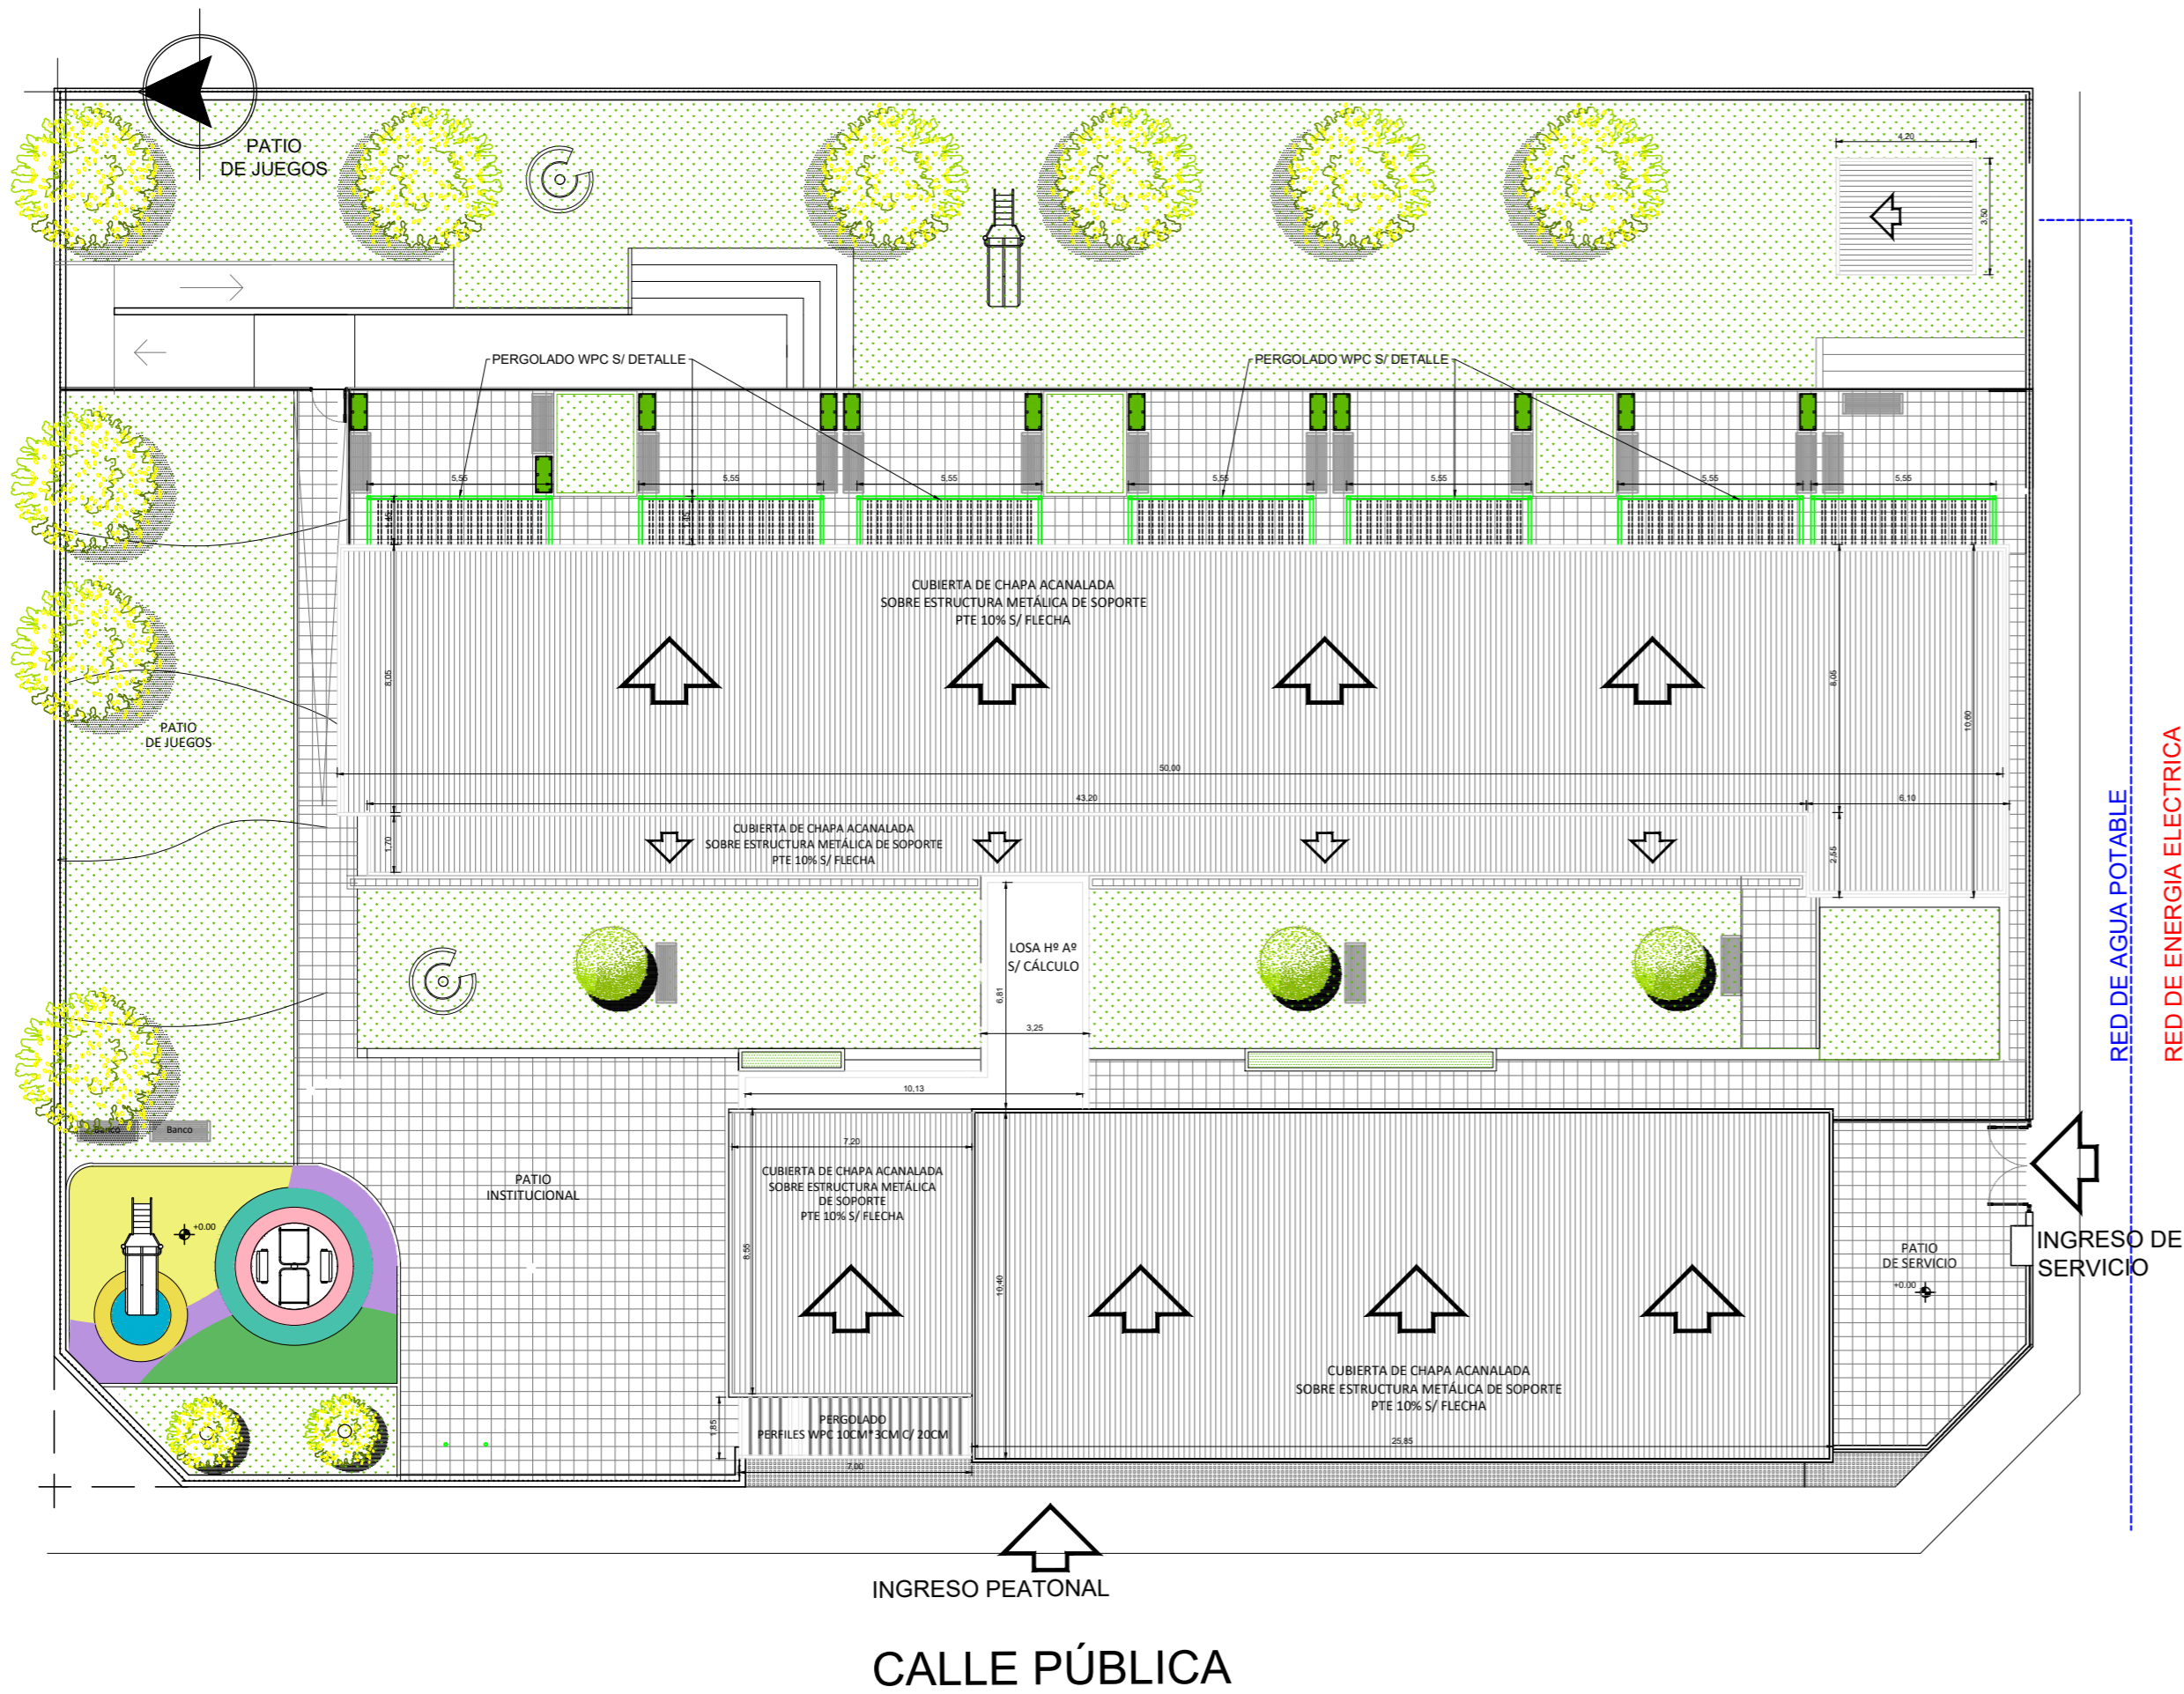 PATIO
DE JUEGOS
4,20
3,50
PERGOLADO WPC S/ DETALLE
PERGOLADO WPC S/ DETALLE
5,55
5,55
5,55
5,55
5,55
5,55
5,55
1,45
1,45
CUBIERTA DE CHAPA ACANALADA
SOBRE ESTRUCTURA METÁLICA DE SOPORTE
PTE 10% S/ FLECHA
8,05
8,05
10,60
PATIO
DE JUEGOS
50,00
43,20
6,10
CUBIERTA DE CHAPA ACANALADA
SOBRE ESTRUCTURA METÁLICA DE SOPORTE
PTE 10% S/ FLECHA
1,70
2,55
LOSA Hº Aº
S/ CÁLCULO
6,81
3,25
10,13
RED DE AGUA POTABLE
RED DE ENERGIA ELECTRICA
Banco
Banco
7,20
CUBIERTA DE CHAPA ACANALADA
SOBRE ESTRUCTURA METÁLICA
DE SOPORTE
PTE 10% S/ FLECHA
8,55
10,40
PATIO
INSTITUCIONAL
+0.00
PATIO
DE SERVICIO
+0.00
INGRESO DE
SERVICIO
CUBIERTA DE CHAPA ACANALADA
SOBRE ESTRUCTURA METÁLICA DE SOPORTE
PTE 10% S/ FLECHA
PERGOLADO
PERFILES WPC 10CM*3CM C/ 20CM
1,85
25,85
7,00
INGRESO PEATONAL
CALLE PÚBLICA